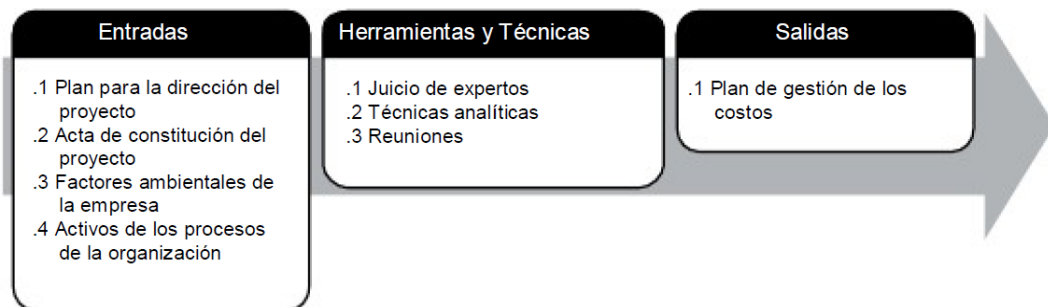 Entradas
.1 Plan para la dirección del
proyecto
.2 Acta de constitución del
proyecto
.3 Factores ambientales de
la empresa
.4 Activos de los procesos
de la organización
Herramientas y Técnicas
.1 Juicio de expertos
.2 Técnicas analíticas
.3 Reuniones
Salidas
.1 Plan de gestión de los
costos